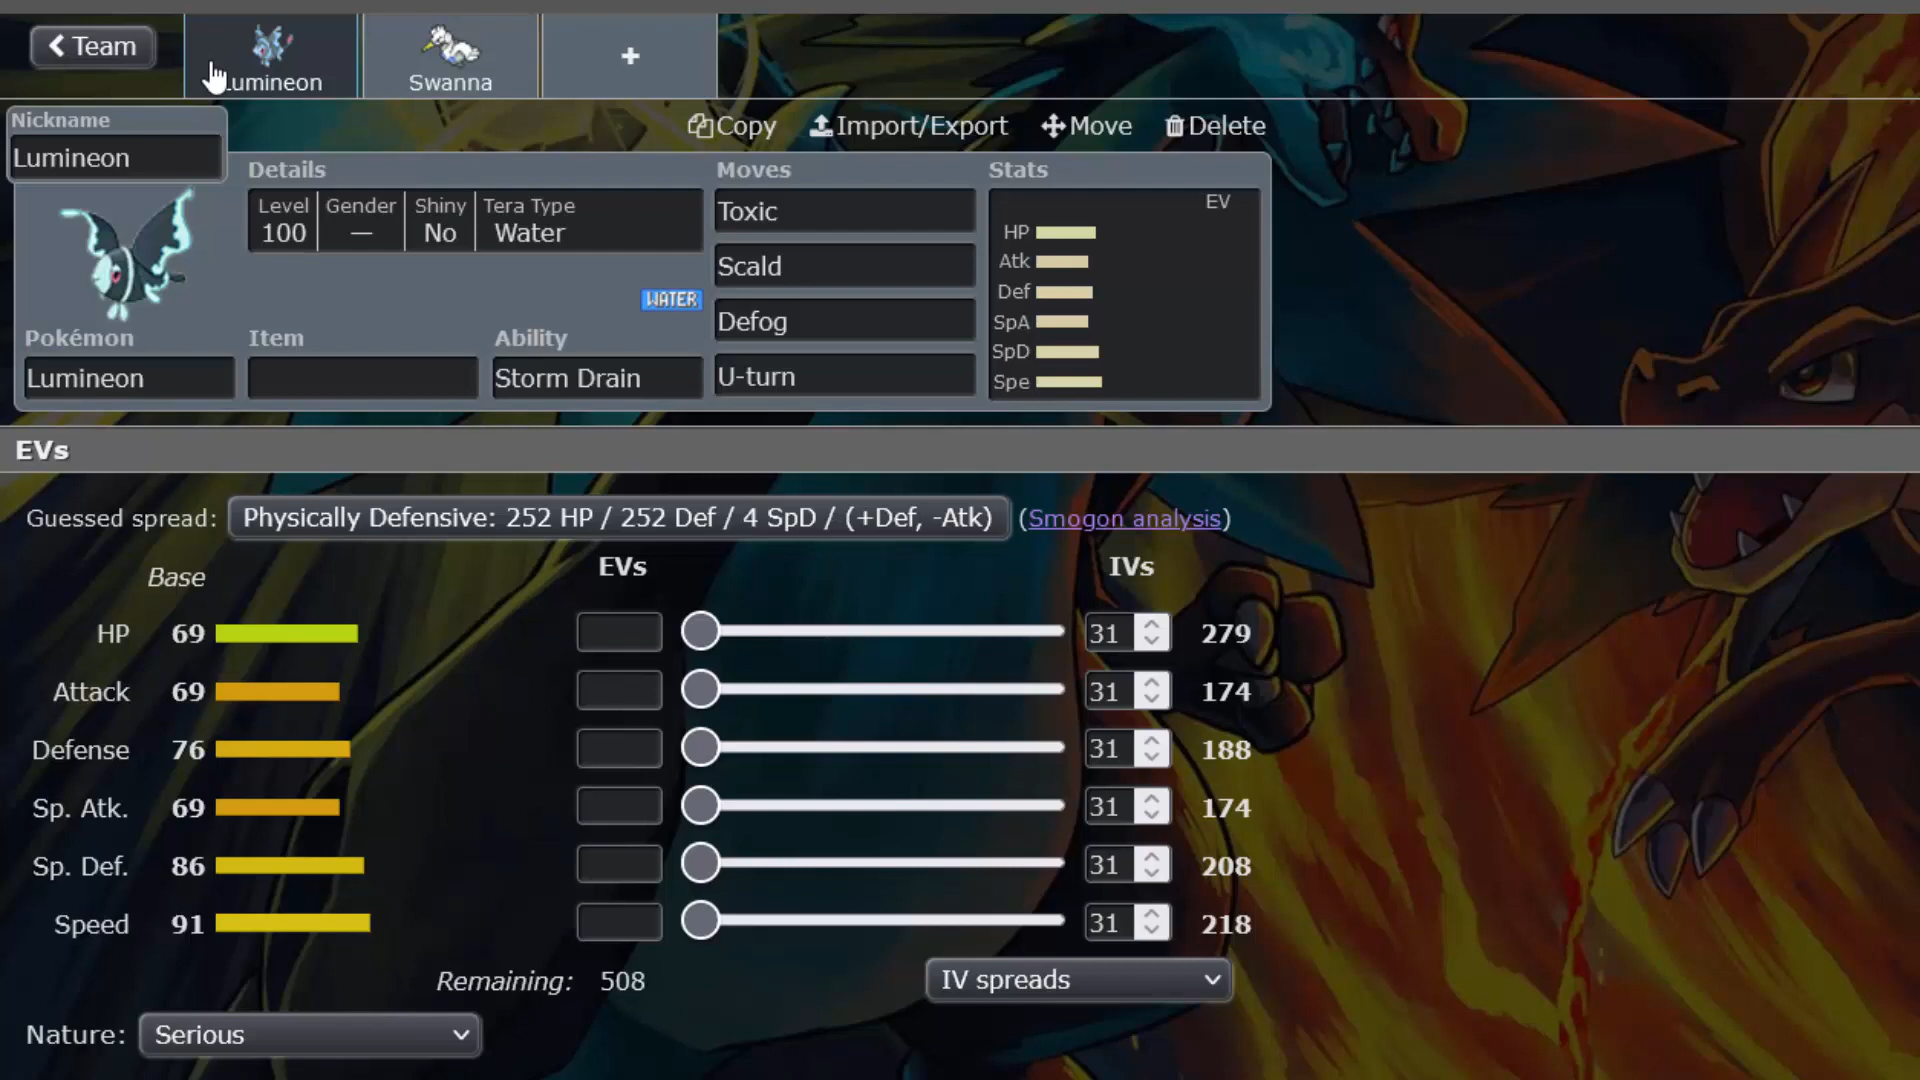 Team
Lumineon
Swanna
+
Nickname
Lumineon
Copy Import/Export Move Delete
Details
Level 100
Gender —
Shiny No
Tera Type Water
WATER
Pokémon
Lumineon
Item
Ability
Storm Drain
Moves
Toxic
Scald
Defog
U-turn
Stats
EV
HP
Atk
Def
SpA
SpD
Spe
EVs
Guessed spread: Physically Defensive: 252 HP / 252 Def / 4 SpD / (+Def, -Atk) (Smogon analysis)
Base EVs IVs
HP 69 31 279
Attack 69 31 174
Defense 76 31 188
Sp. Atk. 69 31 174
Sp. Def. 86 31 208
Speed 91 31 218
Remaining: 508 IV spreads
Nature: Serious